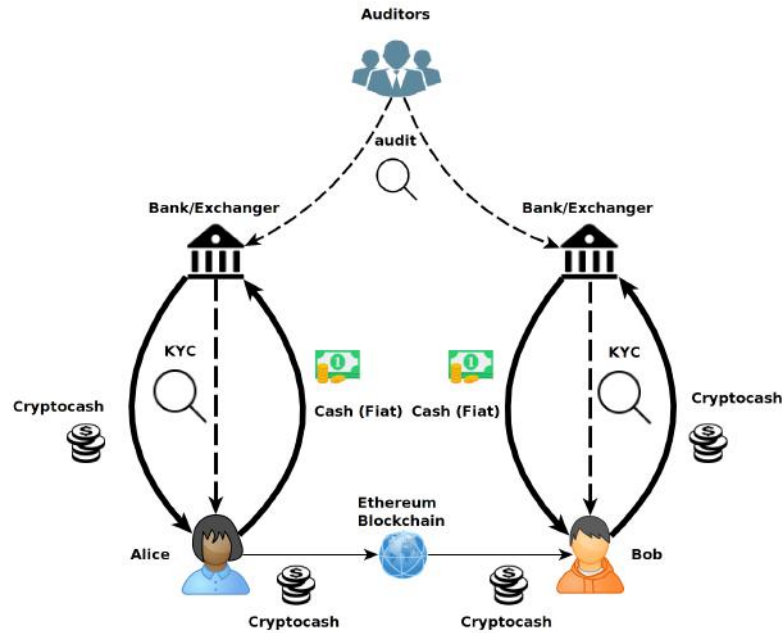 Auditors
audit
Bank/Exchanger
Bank/Exchanger
KYC
KYC
Cryptocash
Cash (Fiat)
Cash (Fiat)
Cryptocash
Ethereum
Blockchain
Alice
Bob
Cryptocash
Cryptocash